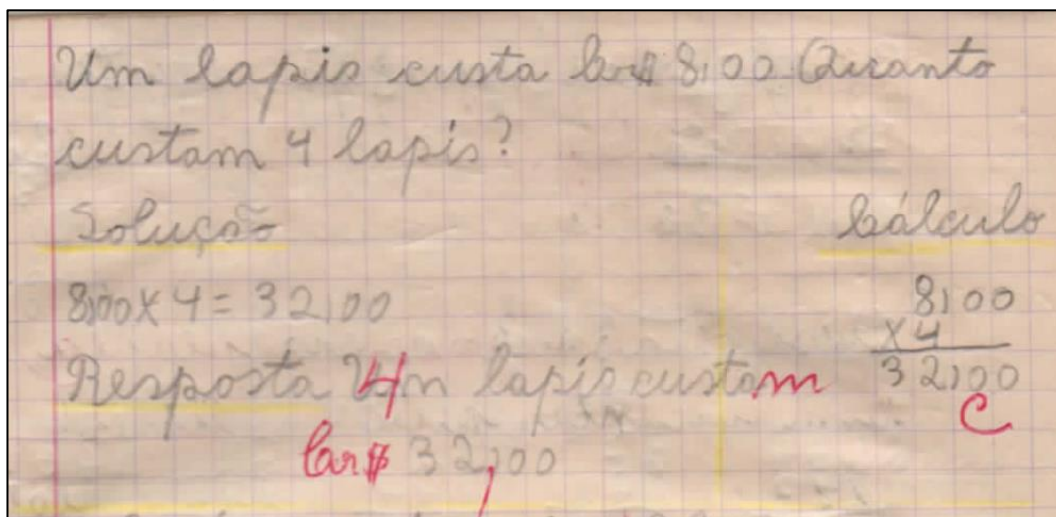 Um lapis custa Cr$ 8,00 Quanto
custam 4 lapis?
Solução Cálculo
8,00 x 4 = 32,00 8,00
x 4
Resposta 4 lapis custam 32,00
C
Cr$ 32,00